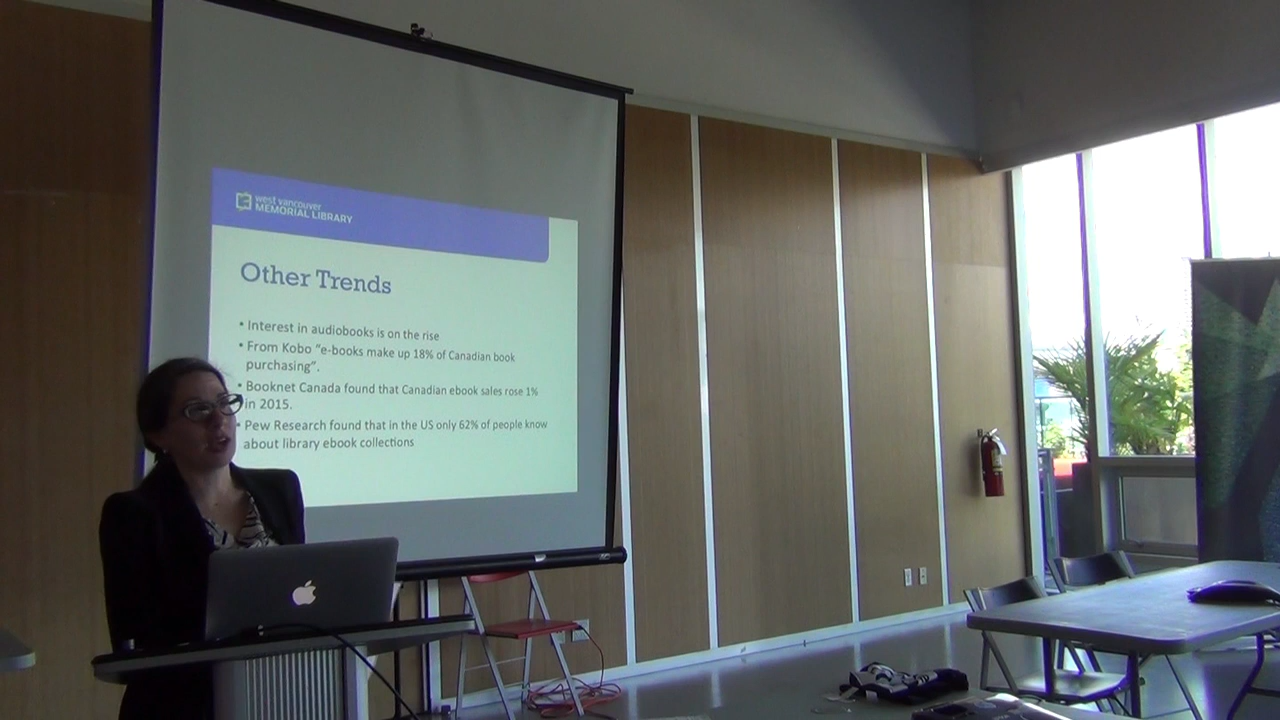 west vancouver
MEMORIAL LIBRARY
Other Trends
• Interest in audiobooks is on the rise
• From Kobo "e-books make up 18% of Canadian book
purchasing".
• Booknet Canada found that Canadian ebook sales rose 1%
in 2015.
• Pew Research found that in the US only 62% of people know
about library ebook collections